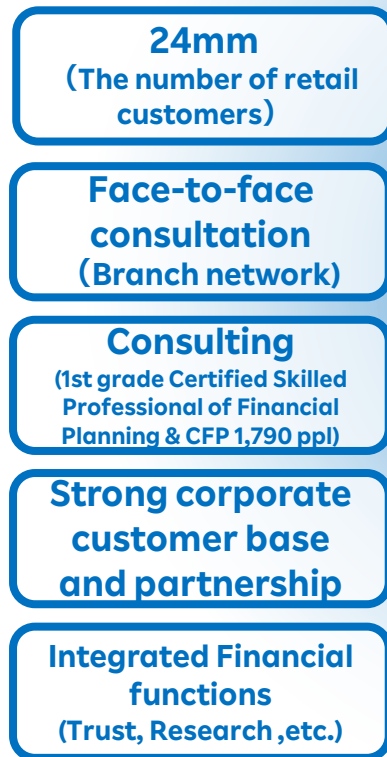 24mm
（The number of retail
customers）
Face-to-face
consultation
（Branch network)
Consulting
(1st grade Certified Skilled
Professional of Financial
Planning & CFP 1,790 ppl)
Strong corporate
customer base
and partnership
Integrated Financial
functions
(Trust, Research ,etc.)